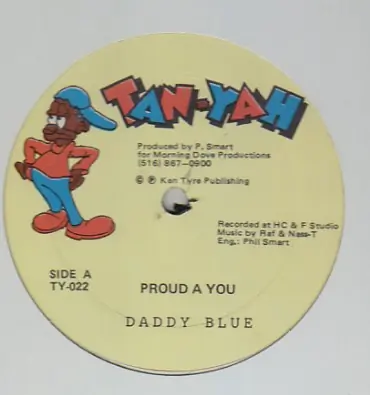 TAN-YAH
Produced by P. Smart
for Morning Dove Productions
(516) 867-0900
© ℗ Ken Tyre Publishing
Recorded at HC & F Studio
Music by Raf & Nass-T
Eng.: Phil Smart
SIDE A
TY-022
PROUD A YOU
DADDY BLUE